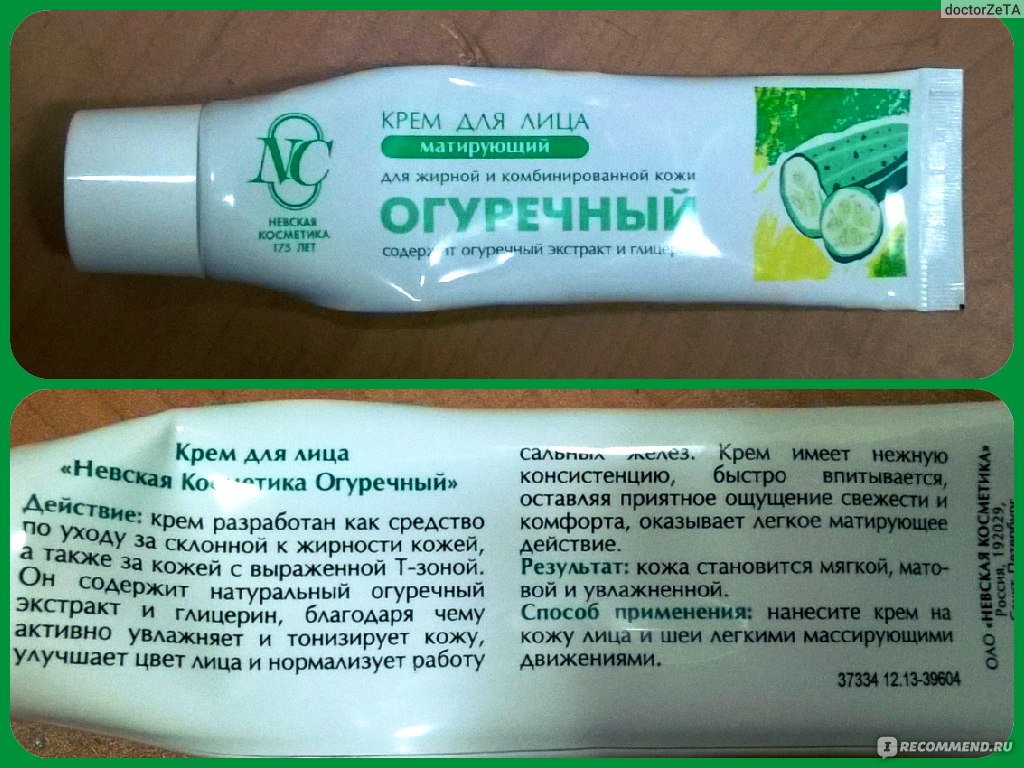 doctorZeTA
NC
НЕВСКАЯ
КОСМЕТИКА
175 ЛЕТ
КРЕМ ДЛЯ ЛИЦА
матирующий
для жирной и комбинированной кожи
ОГУРЕЧНЫЙ
содержит огуречный экстракт и
Крем для лица
«Невская Косметика Огуречный»
Действие: крем разработан как средство
по уходу за склонной к жирности кожей,
а также за кожей с выраженной Т-зоной.
Он содержит натуральный огуречный
экстракт и глицерин, благодаря чему
активно увлажняет и тонизирует кожу,
улучшает цвет лица и нормализует работу
сальных желез. Крем имеет нежную
консистенцию, быстро впитывается,
оставляя приятное ощущение свежести и
комфорта, оказывает легкое матирующее
действие.
Результат: кожа становится мягкой, мато-
вой и увлажненной.
Способ применения: нанесите крем на
кожу лица и шеи легкими массирующими
движениями.
37334 12.13-39604
ОАО «НЕВСКАЯ КОСМЕТИКА»
Россия, 192029,
I RECOMMEND.RU